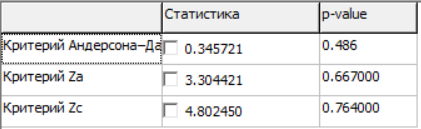 Статистика p-value
Критерий Андерсона-Да 0.345721 0.486
Критерий Za 3.304421 0.667000
Критерий Zc 4.802450 0.764000